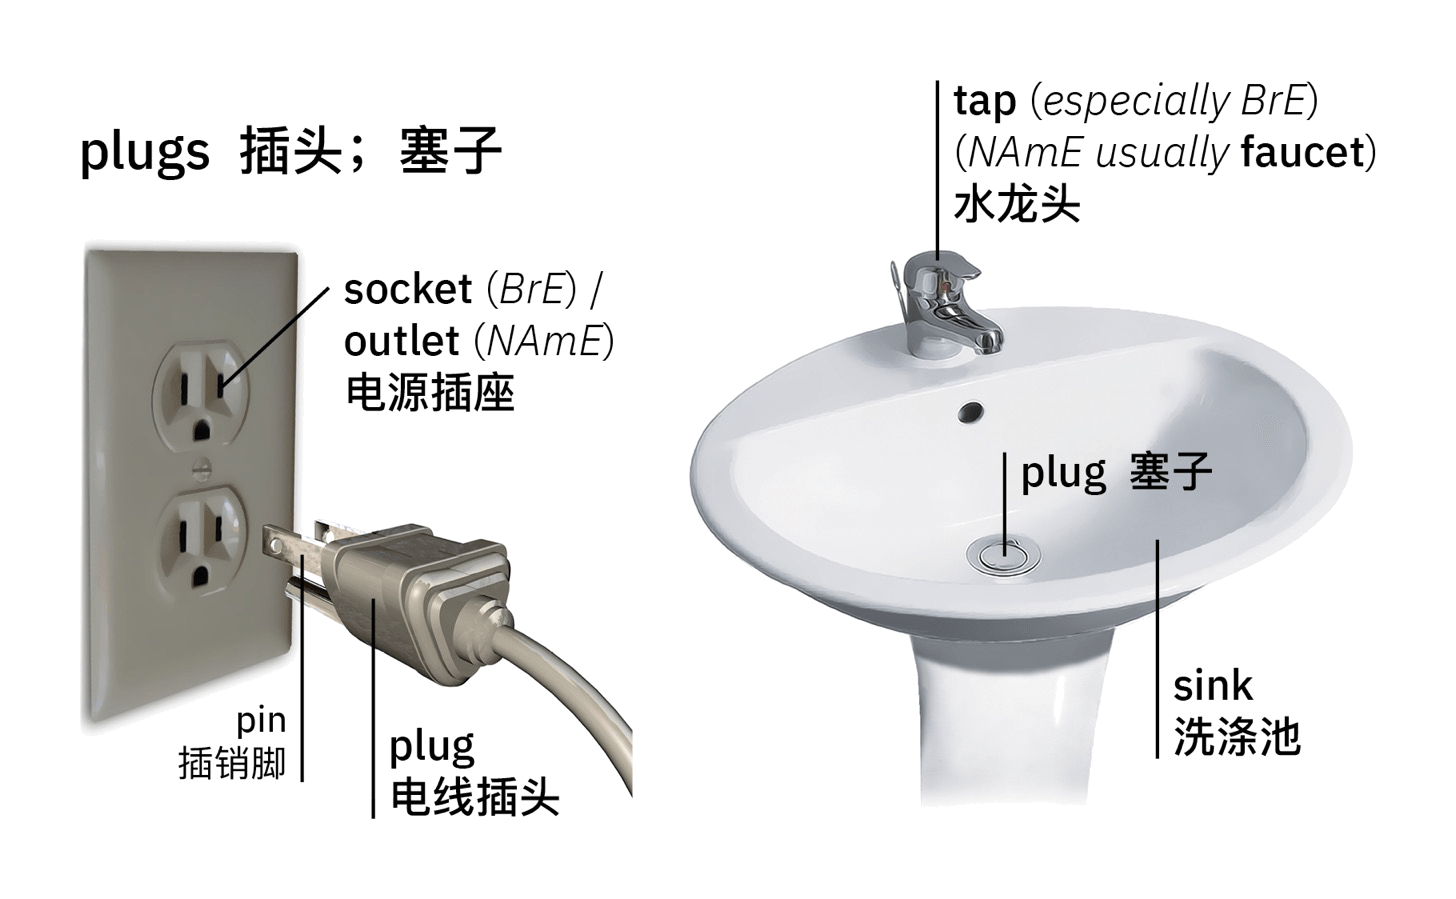 plugs 插头；塞子
socket (BrE) /
outlet (NAmE)
电源插座
pin
插销脚
plug
电线插头
tap (especially BrE)
(NAmE usually faucet)
水龙头
plug 塞子
sink
洗涤池